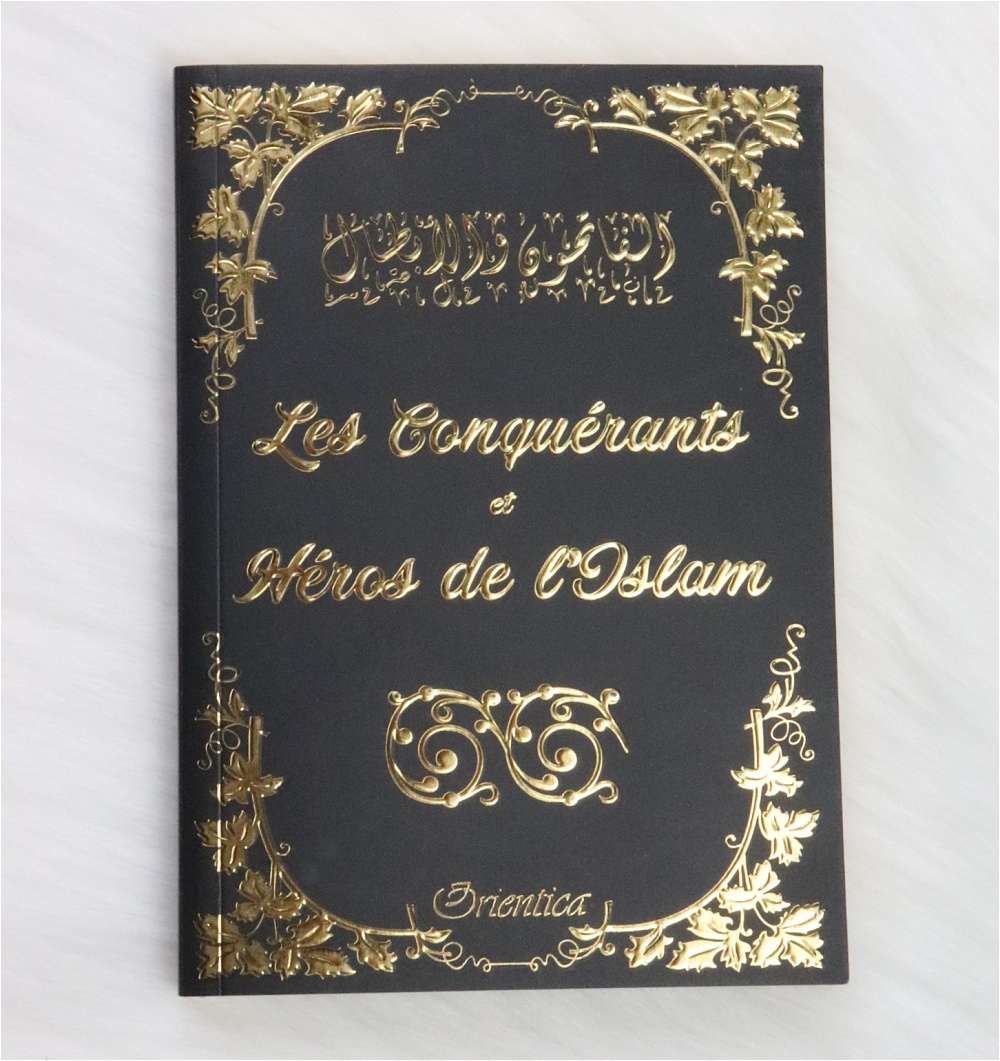 الفاتحون والأبطال
Les Conquérants
et
Héros de l'Islam
Orientica